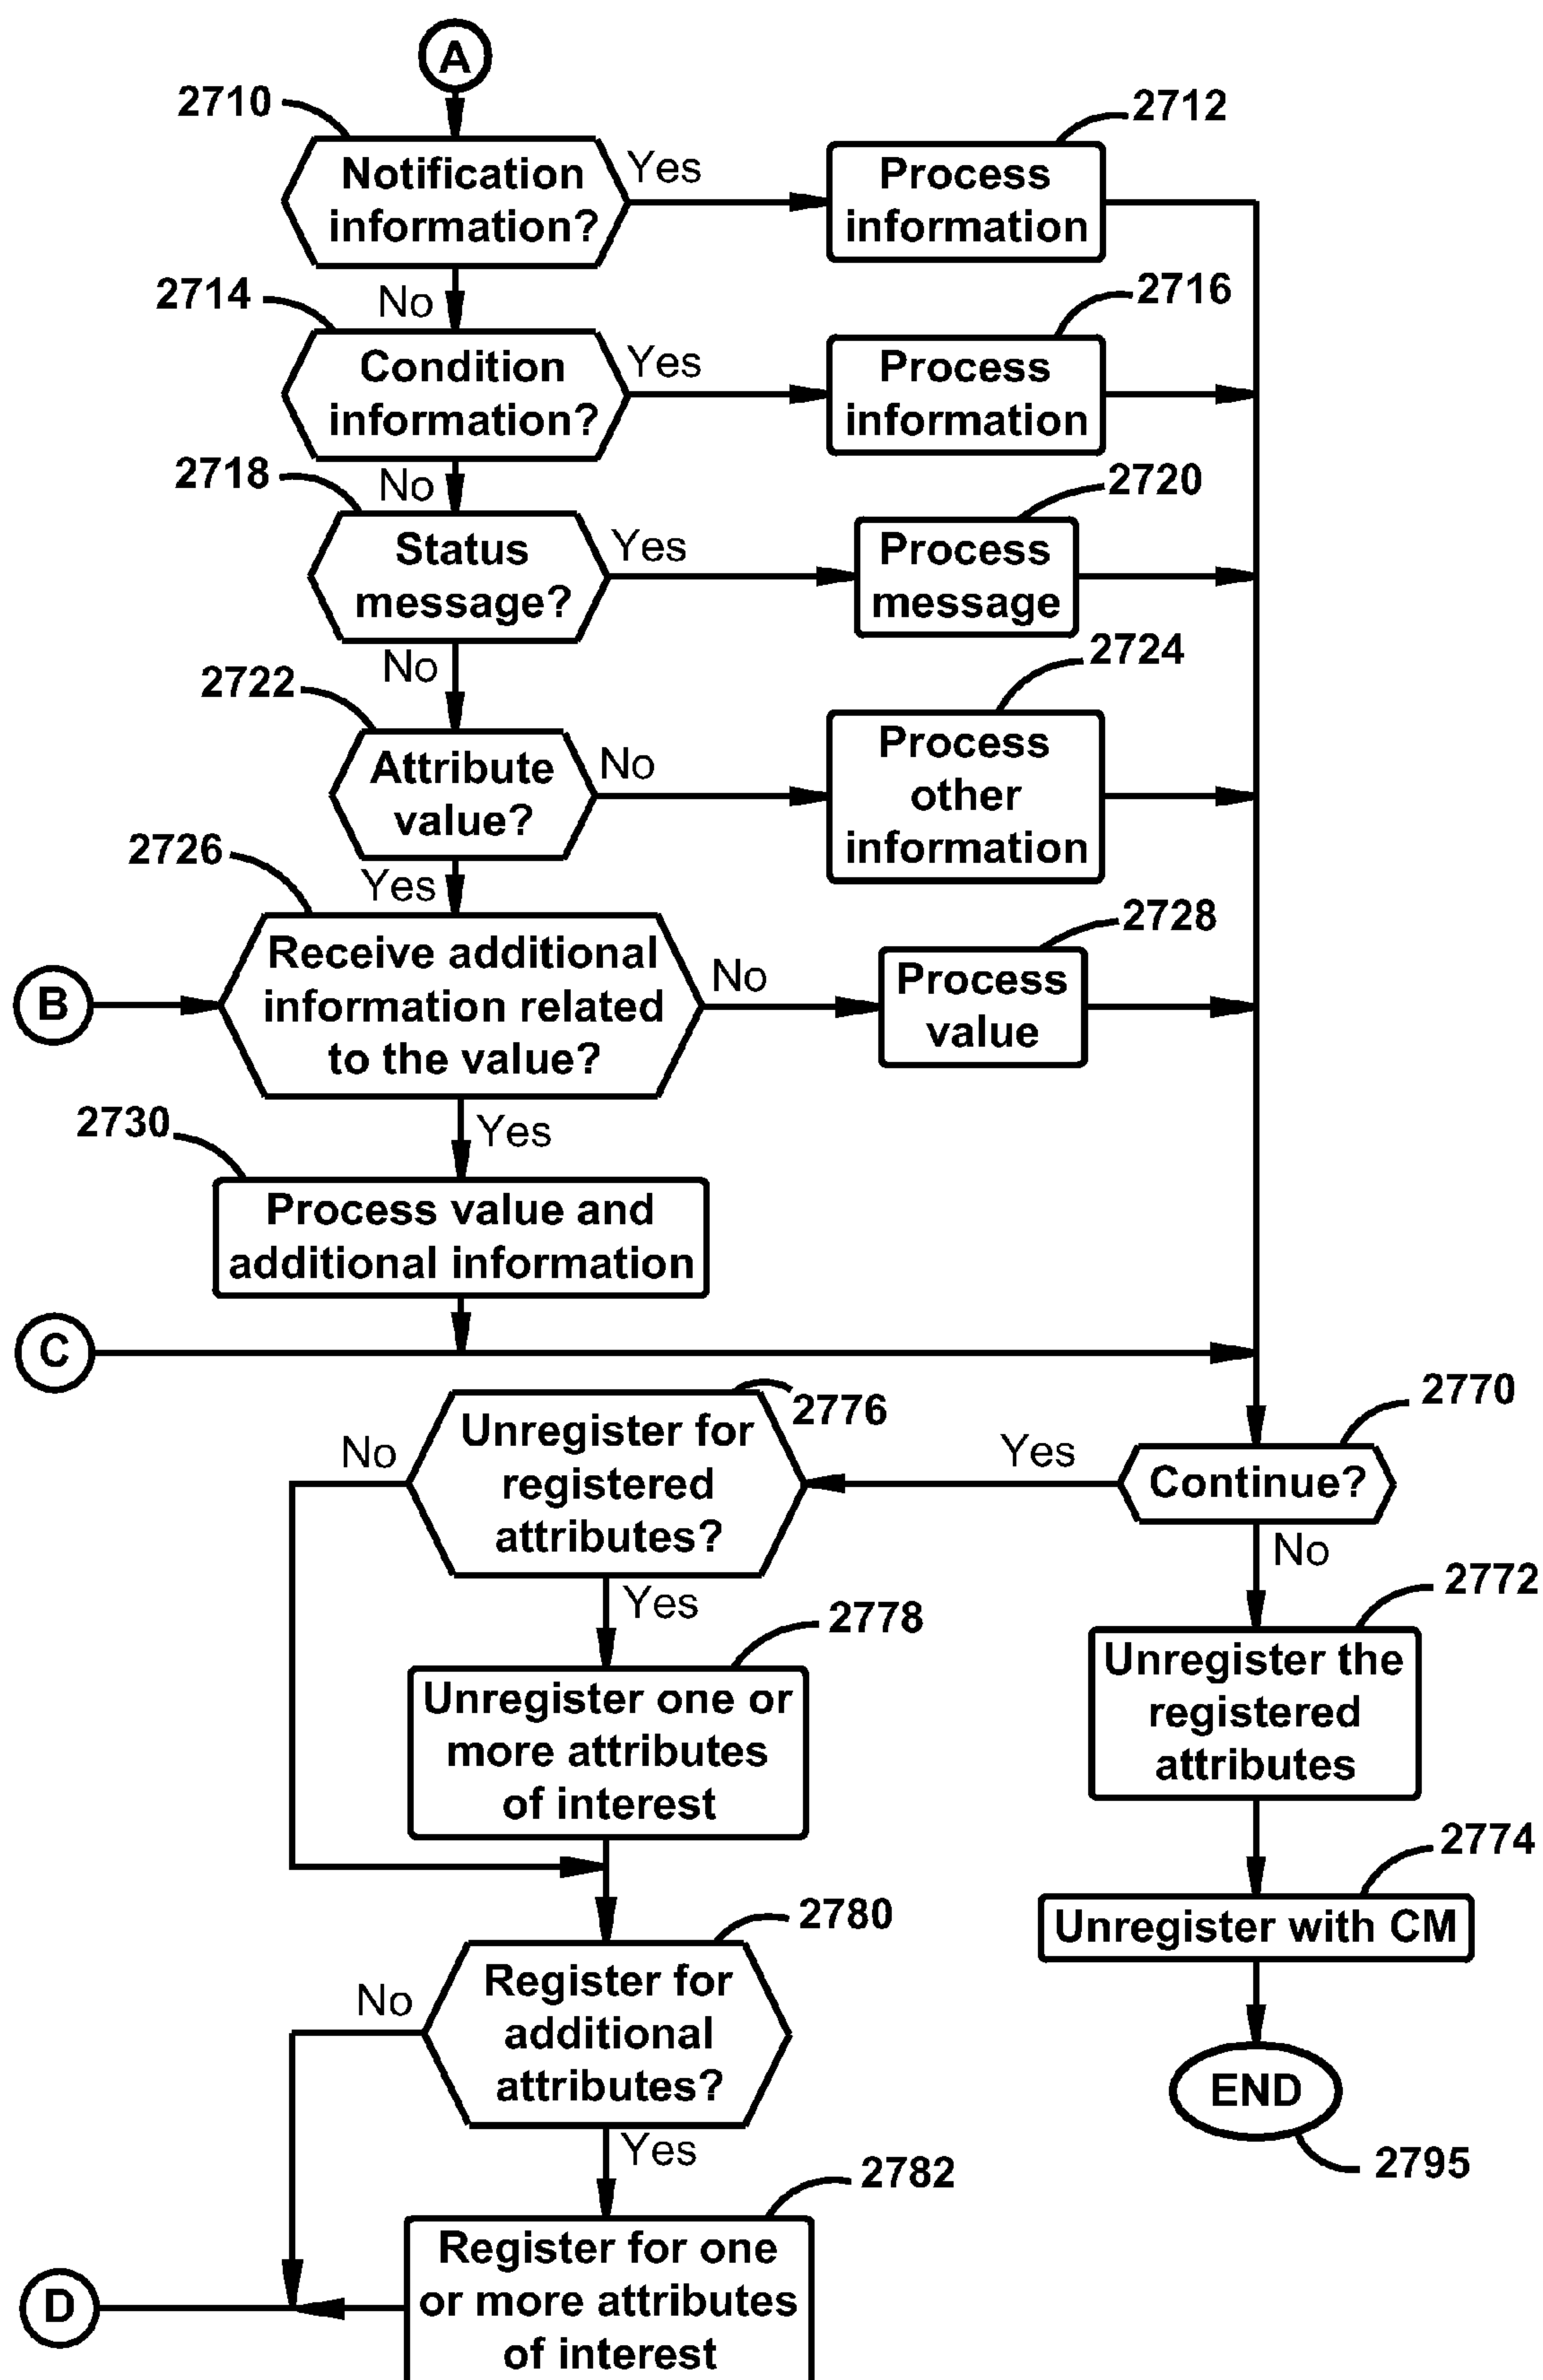 A
2710
Notification
information?
Yes
2712
Process
information
No
2714
Condition
information?
Yes
2716
Process
information
No
2718
Status
message?
Yes
2720
Process
message
No
2722
Attribute
value?
No
2724
Process
other
information
Yes
2726
B
Receive additional
information related
to the value?
No
2728
Process
value
Yes
2730
Process value and
additional information
C
2770
Continue?
Yes
2776
Unregister for
registered
attributes?
No
Yes
2778
Unregister one or
more attributes
of interest
No
2772
Unregister the
registered
attributes
2774
Unregister with CM
END
2795
2780
Register for
additional
attributes?
No
Yes
2782
Register for one
or more attributes
of interest
D